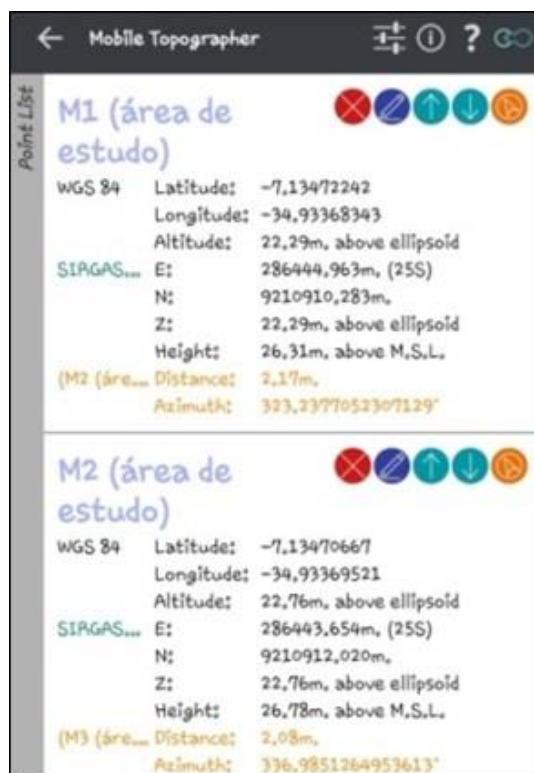 Mobile Topographer
?
Point List
M1 (área de
estudo)
WGS 84 Latitude: -7,13472242
Longitude: -34,93368343
Altitude: 22,29m, above ellipsoid
SIRGAS... E: 286444,963m, (25S)
N: 9210910,283m,
Z: 22,29m, above ellipsoid
Height: 26,31m, above M.S.L.
(M2 (áre... Distance: 2,17m,
Azimuth: 323,2377052307129°
M2 (área de
estudo)
WGS 84 Latitude: -7,13470667
Longitude: -34,93369521
Altitude: 22,76m, above ellipsoid
SIRGAS... E: 286443,654m, (25S)
N: 9210912,020m,
Z: 22,76m, above ellipsoid
Height: 26,78m, above M.S.L.
(M3 (áre... Distance: 2,08m,
Azimuth: 336,9851264953613°